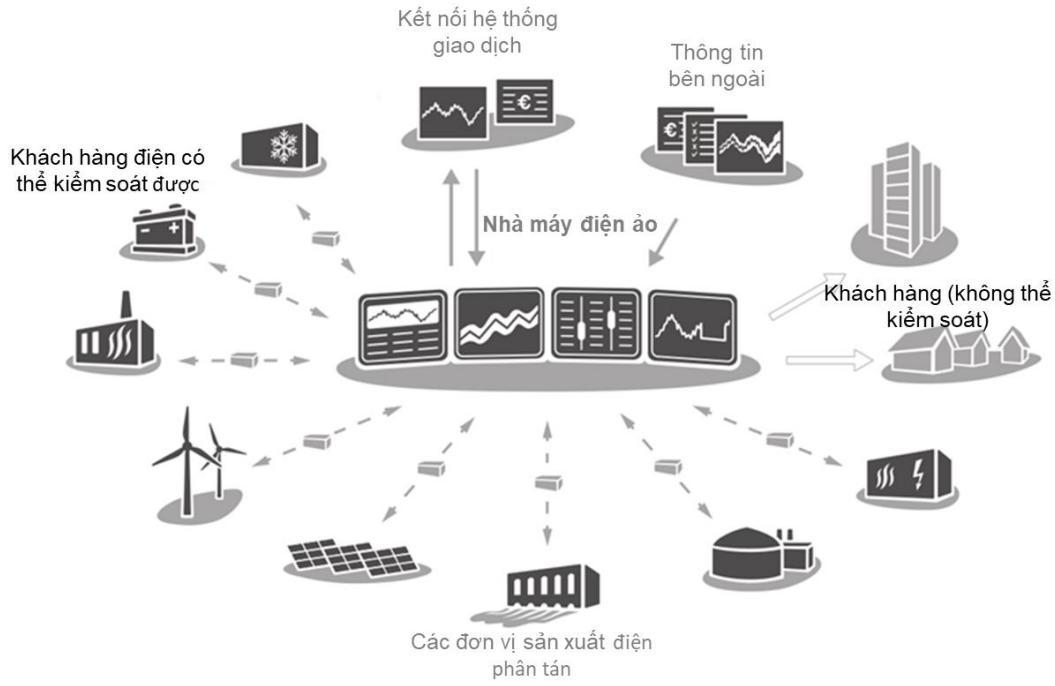 Kết nối hệ thống
giao dịch
Thông tin
bên ngoài
€
€
Khách hàng điện có
thể kiểm soát được
Nhà máy điện ảo
Khách hàng (không thể
kiểm soát)
Các đơn vị sản xuất điện
phân tán